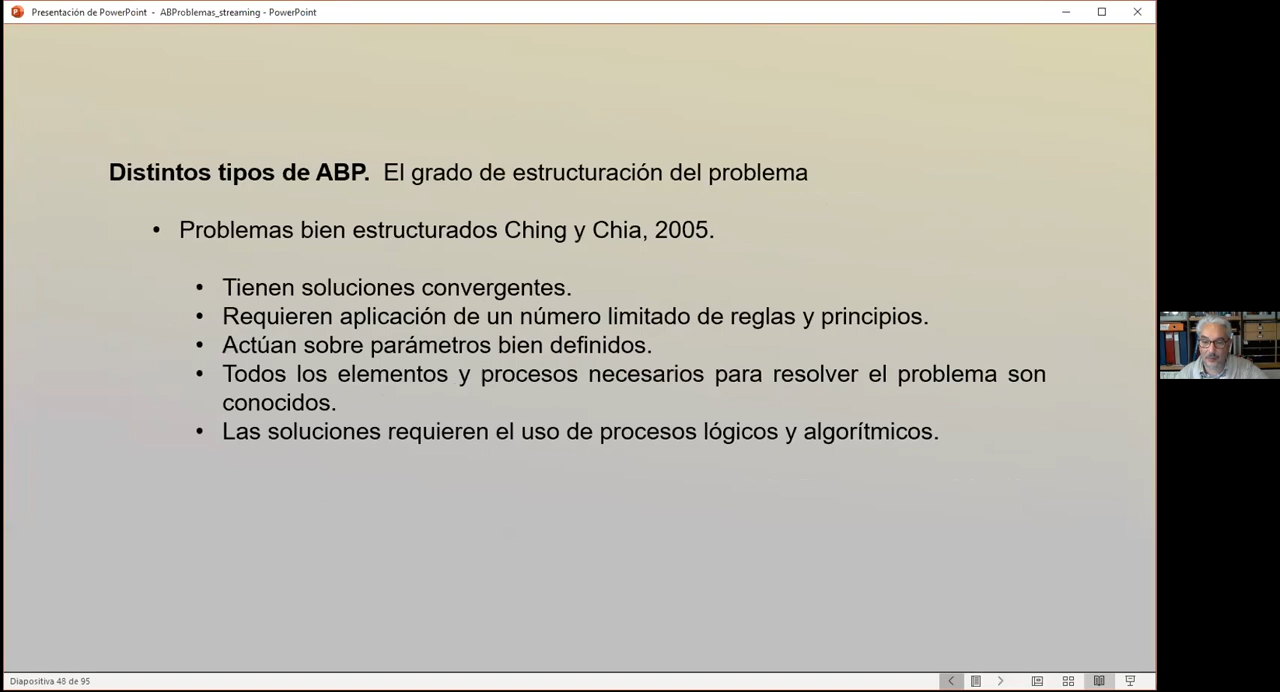 Presentación de PowerPoint - ABProblemas_streaming - PowerPoint
Distintos tipos de ABP. El grado de estructuración del problema
• Problemas bien estructurados Ching y Chia, 2005.
• Tienen soluciones convergentes.
• Requieren aplicación de un número limitado de reglas y principios.
• Actúan sobre parámetros bien definidos.
• Todos los elementos y procesos necesarios para resolver el problema son
conocidos.
• Las soluciones requieren el uso de procesos lógicos y algorítmicos.
Diapositiva 48 de 95